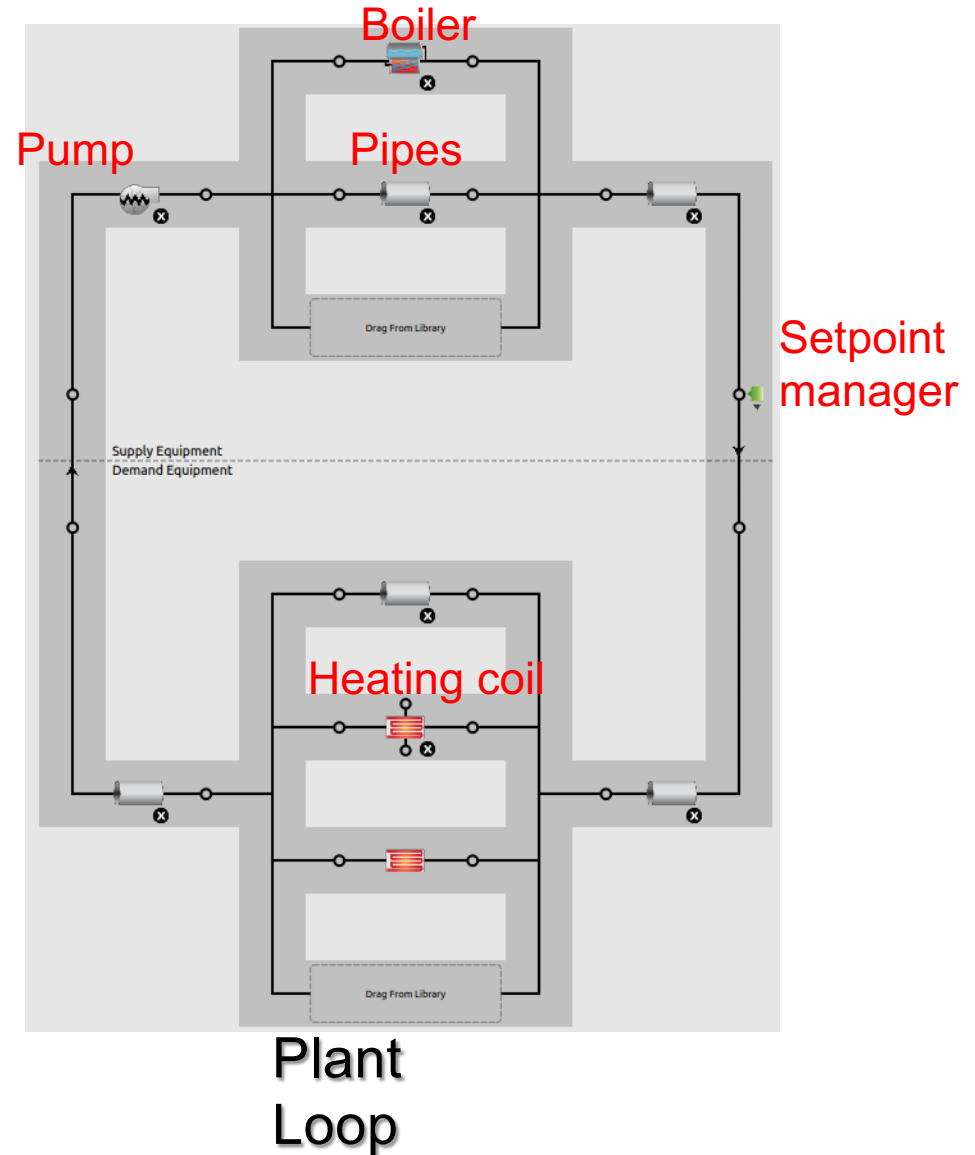 Boiler
Pump
Pipes
Drag From Library
Setpoint
manager
Supply Equipment
Demand Equipment
Heating coil
Drag From Library
Plant
Loop